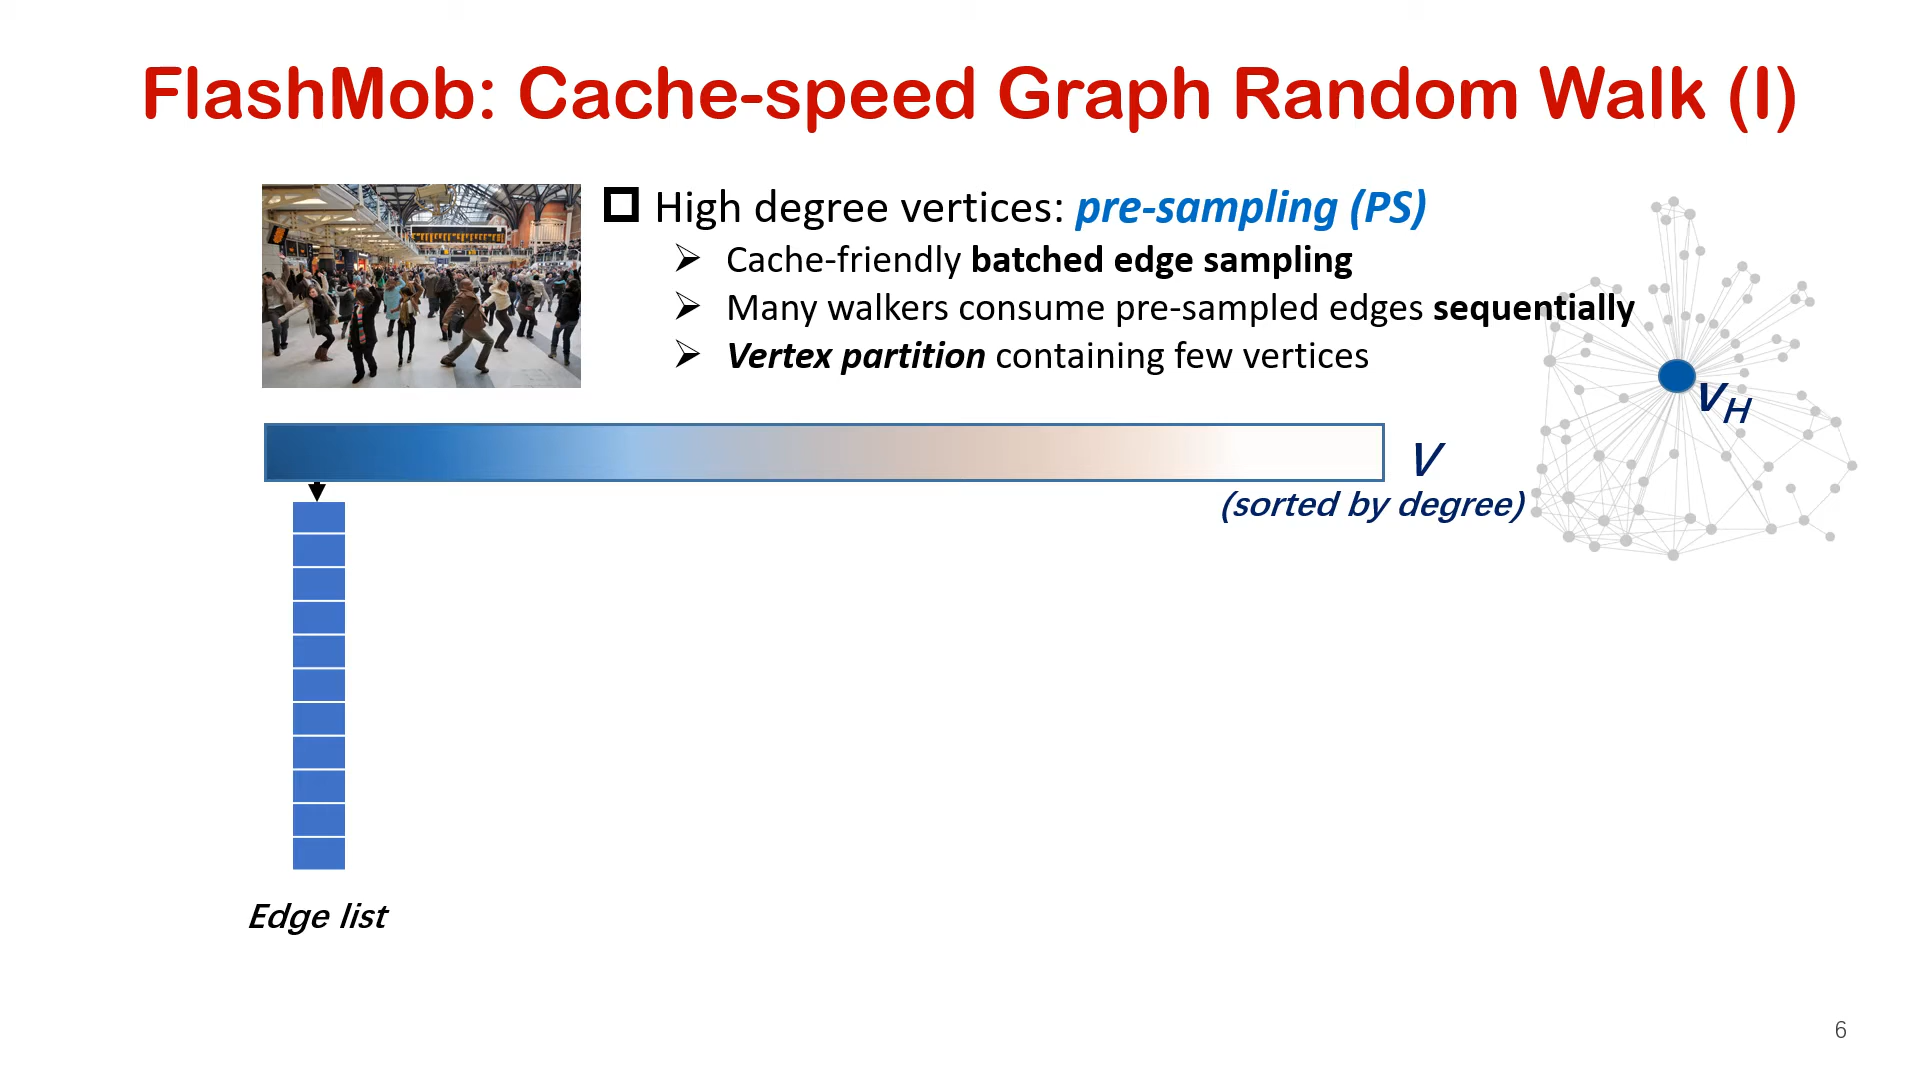 FlashMob: Cache-speed Graph Random Walk (I)
High degree vertices: pre-sampling (PS)
Cache-friendly batched edge sampling
Many walkers consume pre-sampled edges sequentially
Vertex partition containing few vertices
vH
V
(sorted by degree)
Edge list
6